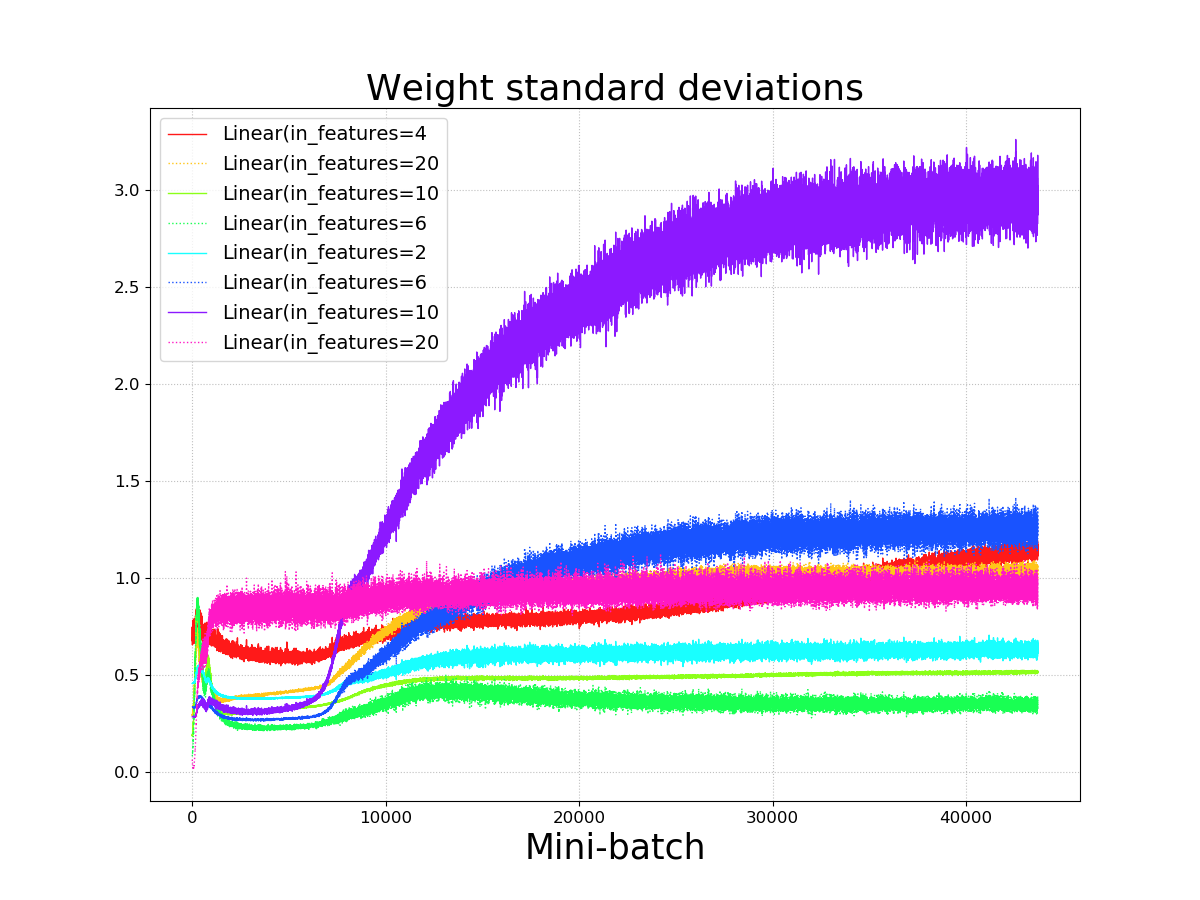 Weight standard deviations
Linear(in_features=4
Linear(in_features=20
Linear(in_features=10
Linear(in_features=6
Linear(in_features=2
Linear(in_features=6
Linear(in_features=10
Linear(in_features=20
3.0
2.5
2.0
1.5
1.0
0.5
0.0
0 10000 20000 30000 40000
Mini-batch